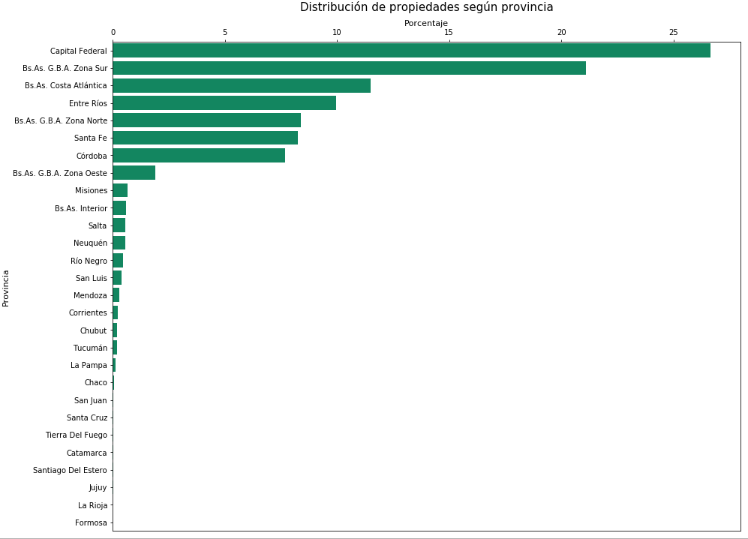 Distribución de propiedades según provincia
Porcentaje
0 5 10 15 20 25
Capital Federal
Bs.As. G.B.A. Zona Sur
Bs.As. Costa Atlántica
Entre Ríos
Bs.As. G.B.A. Zona Norte
Santa Fe
Córdoba
Bs.As. G.B.A. Zona Oeste
Misiones
Bs.As. Interior
Salta
Neuquén
Río Negro
San Luis
Mendoza
Corrientes
Chubut
Tucumán
La Pampa
Chaco
San Juan
Santa Cruz
Tierra Del Fuego
Catamarca
Santiago Del Estero
Jujuy
La Rioja
Formosa
Provincia